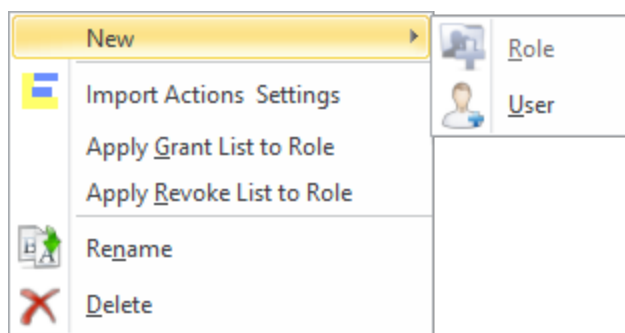 New
Role
User
Import Actions  Settings
Apply Grant List to Role
Apply Revoke List to Role
Rename
Delete